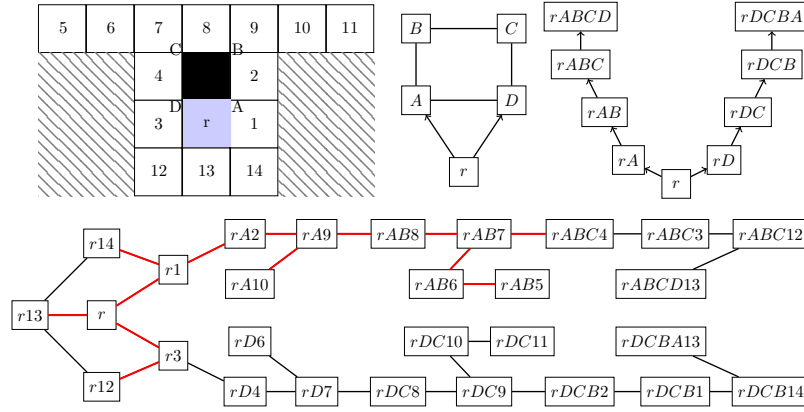 5 6 7 8 9 10 11
C B
4 2
D A
3 r 1
12 13 14
B C
A D
r
rABCD rDCBA
rABC rDCB
rAB rDC
rA rD
r
r14 rA2 rA9 rAB8 rAB7 rABC4 rABC3 rABC12
r1 rA10 rAB6 rAB5 rABCD13
r13 r
r3 rD6 rDC10 rDC11 rDCBA13
r12 rD4 rD7 rDC8 rDC9 rDCB2 rDCB1 rDCB14